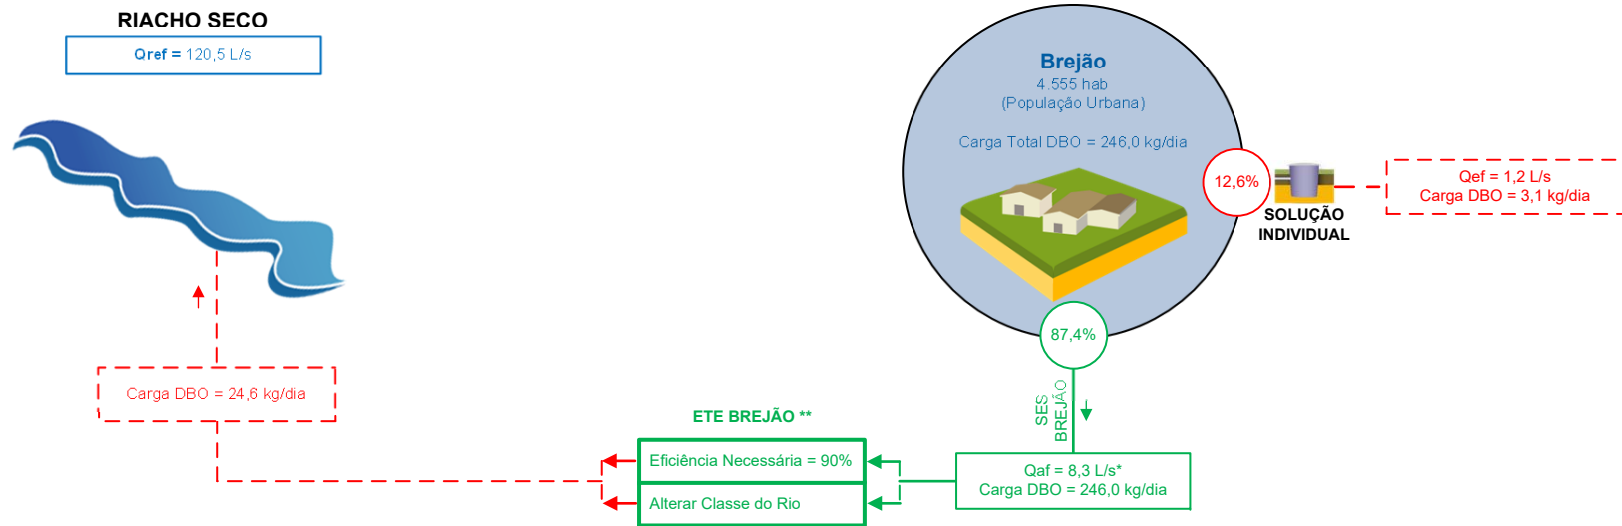 RIACHO SECO
Qref = 120,5 L/s
Brejão
4.555 hab
(População Urbana)
Carga Total DBO = 246,0 kg/dia
12,6%
SOLUÇÃO
INDIVIDUAL
Qef = 1,2 L/s
Carga DBO = 3,1 kg/dia
87,4%
SES
BREJÃO
Carga DBO = 24,6 kg/dia
ETE BREJÃO **
Eficiência Necessária = 90%
Alterar Classe do Rio
Qaf = 8,3 L/s*
Carga DBO = 246,0 kg/dia